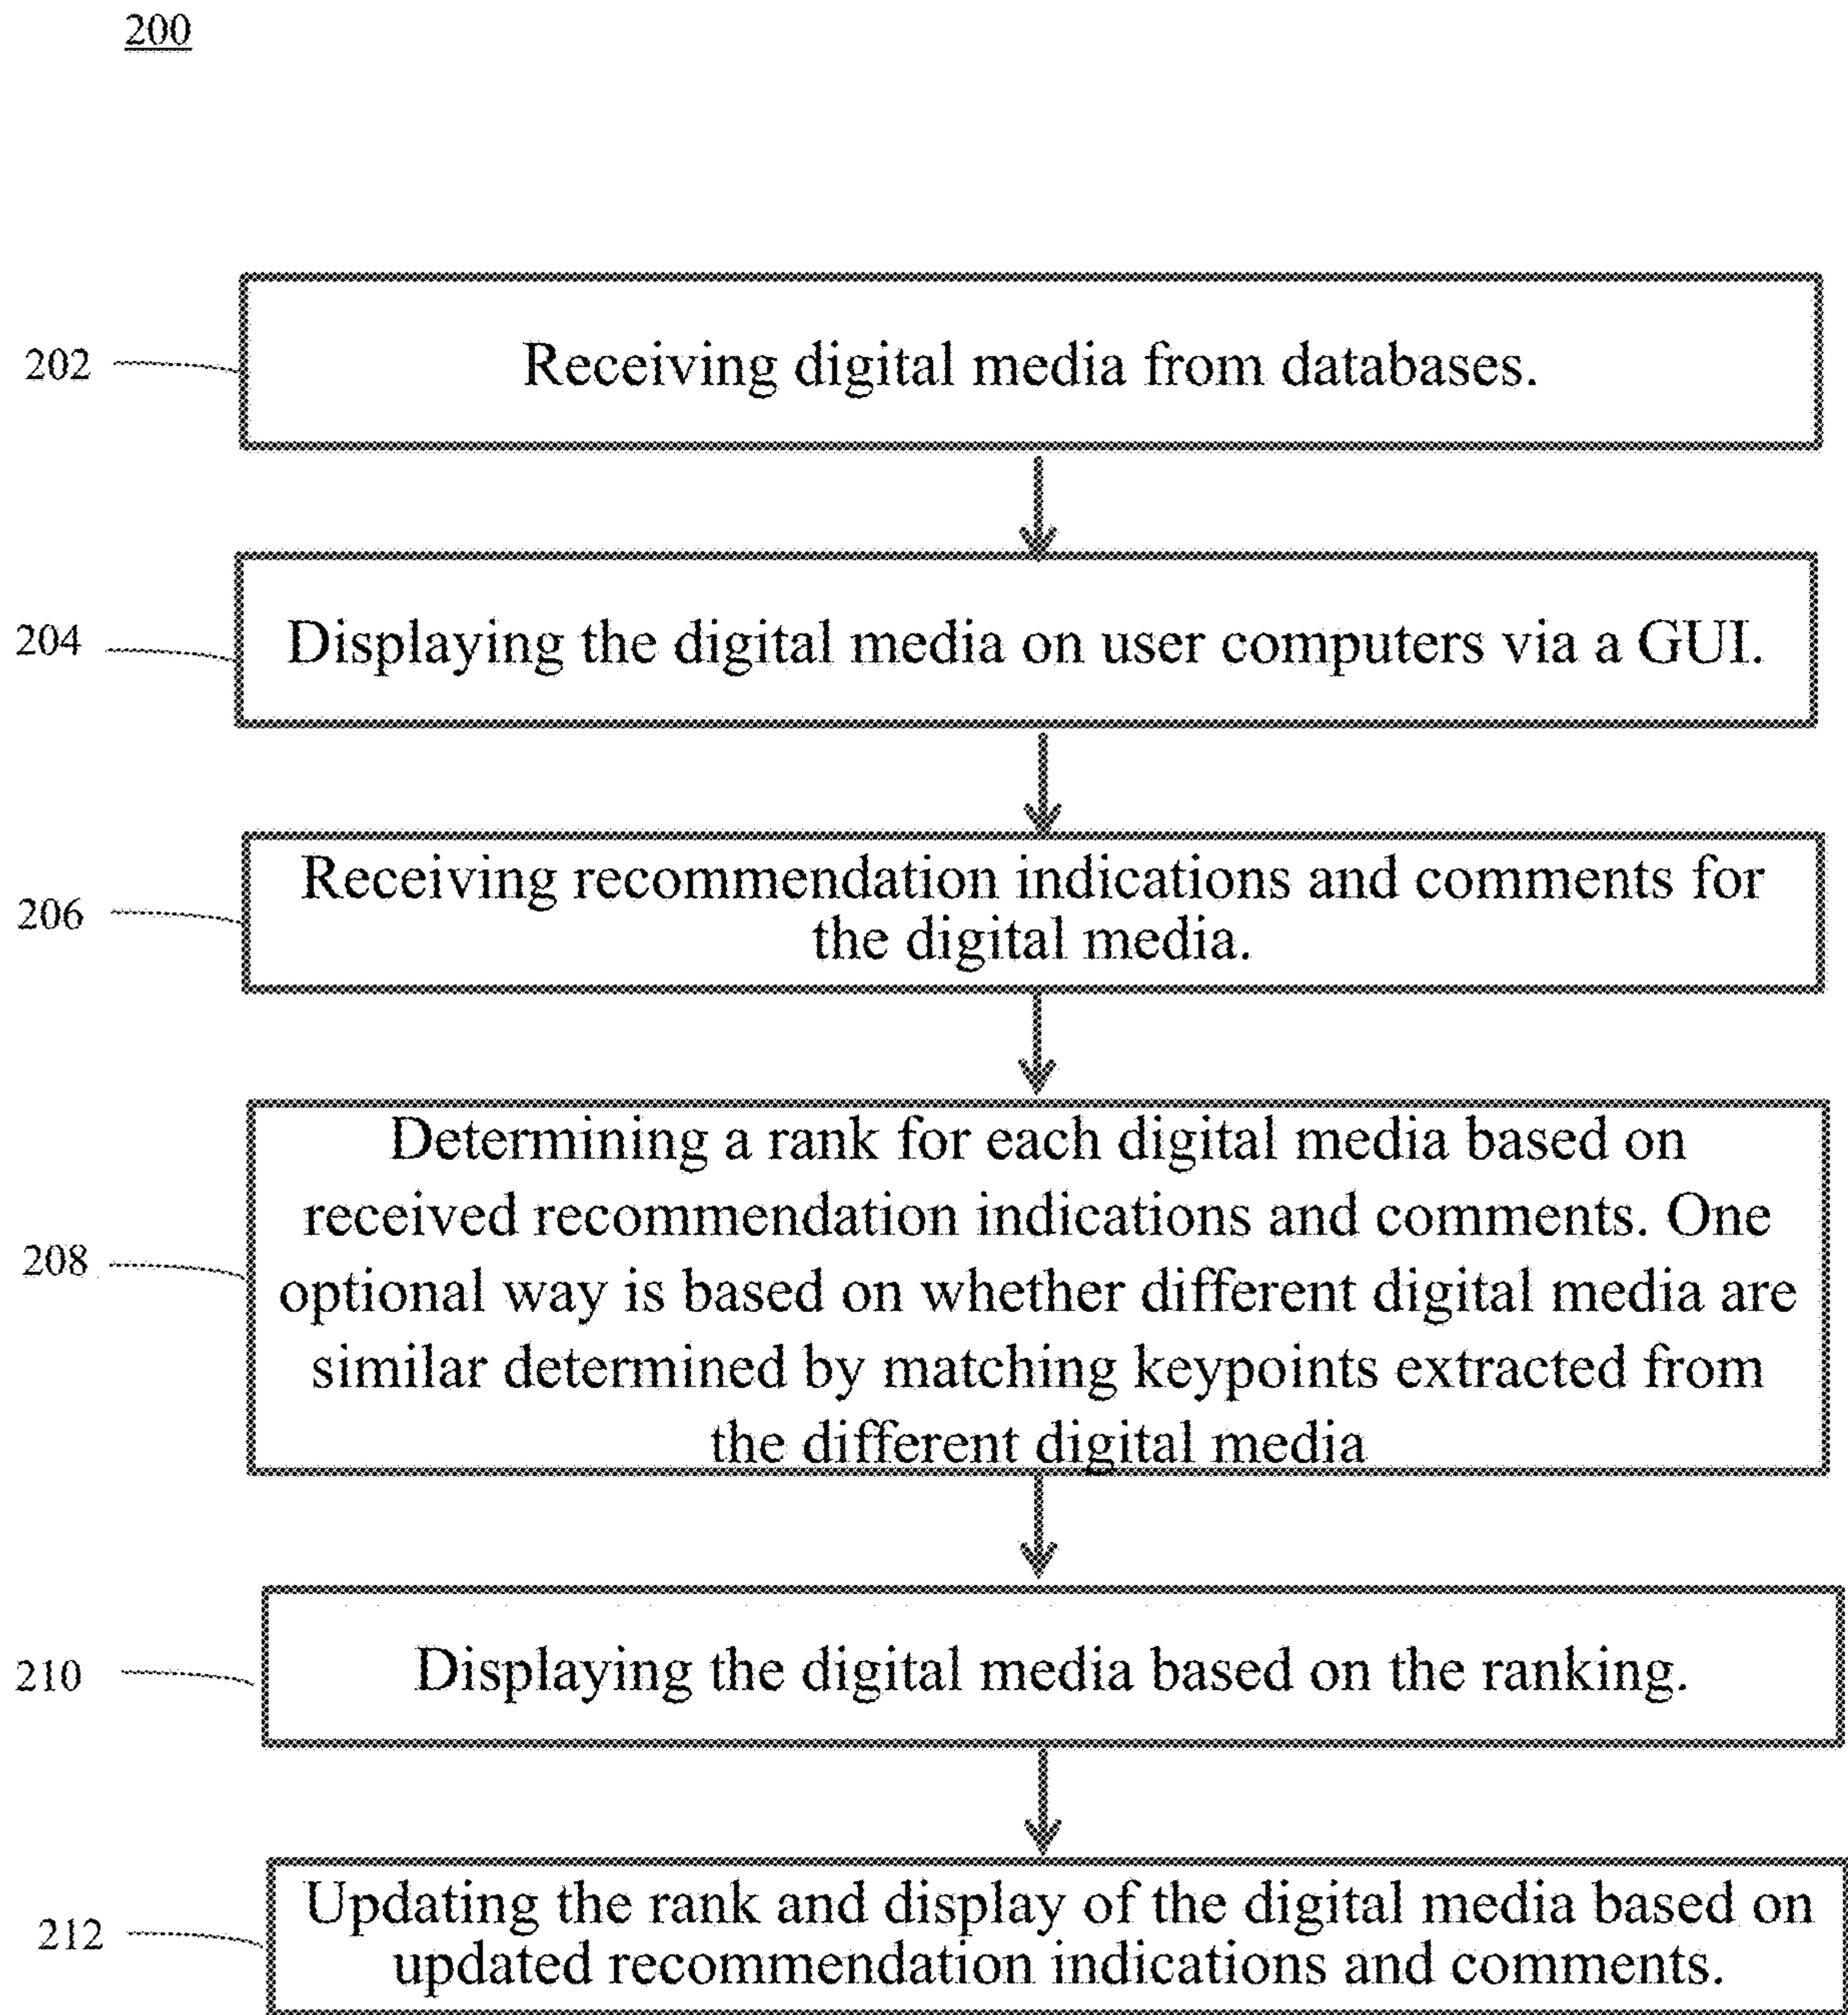 200
202
Receiving digital media from databases.
204
Displaying the digital media on user computers via a GUI.
206
Receiving recommendation indications and comments for
the digital media.
208
Determining a rank for each digital media based on
received recommendation indications and comments. One
optional way is based on whether different digital media are
similar determined by matching keypoints extracted from
the different digital media
210
Displaying the digital media based on the ranking.
212
Updating the rank and display of the digital media based on
updated recommendation indications and comments.